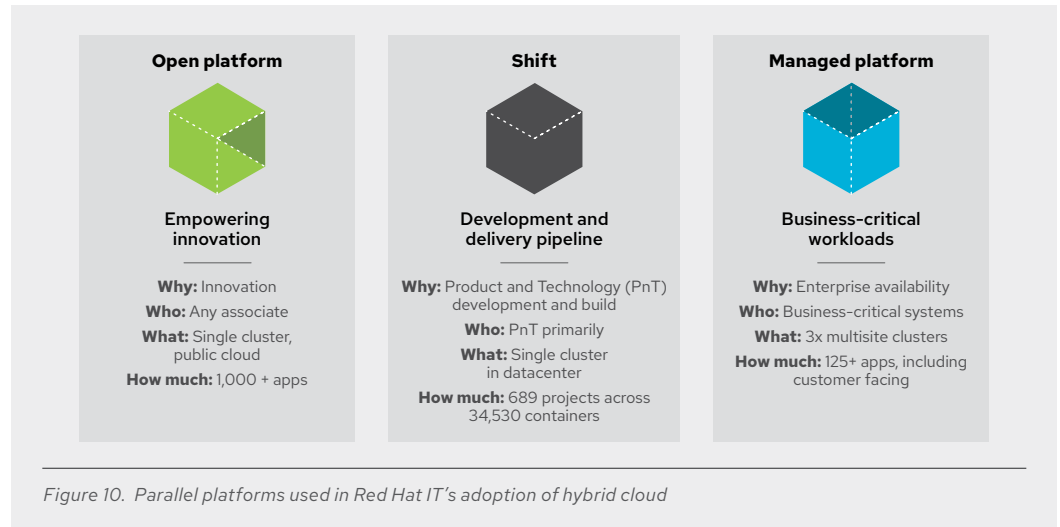 Open platform
Empowering
innovation
Why: Innovation
Who: Any associate
What: Single cluster,
public cloud
How much: 1,000 + apps
Shift
Development and
delivery pipeline
Why: Product and Technology (PnT)
development and build
Who: PnT primarily
What: Single cluster
in datacenter
How much: 689 projects across
34,530 containers
Managed platform
Business-critical
workloads
Why: Enterprise availability
Who: Business-critical systems
What: 3x multisite clusters
How much: 125+ apps, including
customer facing
Figure 10. Parallel platforms used in Red Hat IT's adoption of hybrid cloud